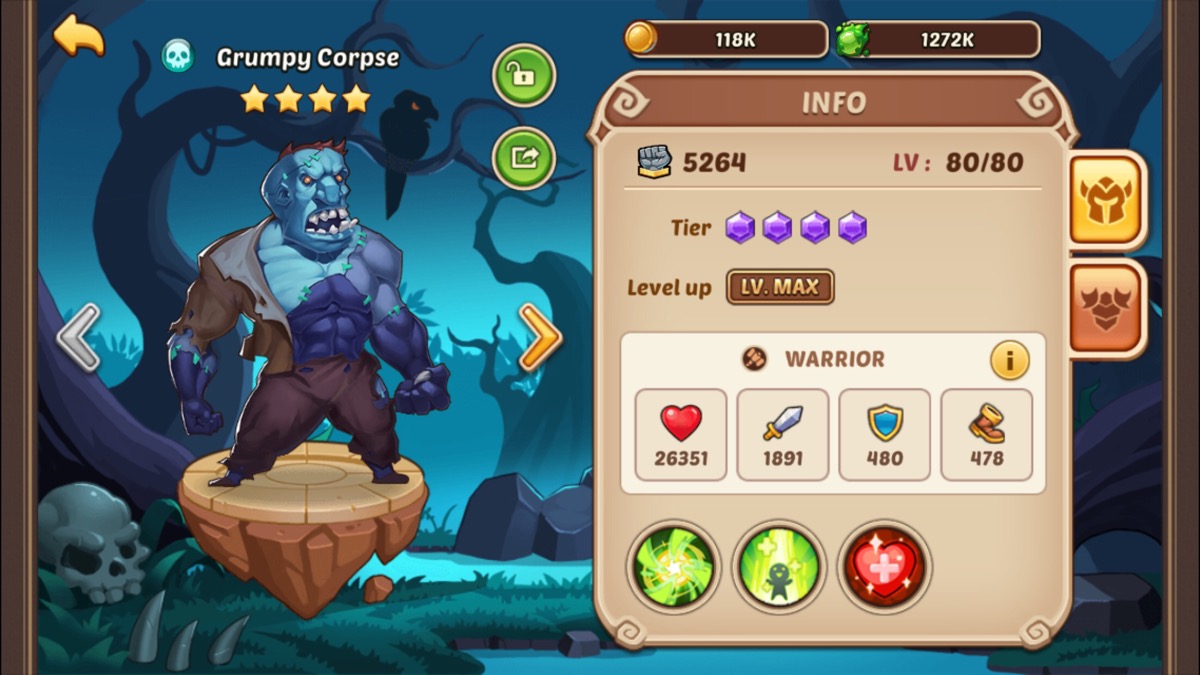 Grumpy Corpse
118K
1272K
INFO
5264
LV : 80/80
Tier
Level up LV. MAX
WARRIOR
i
26351 1891 480 478